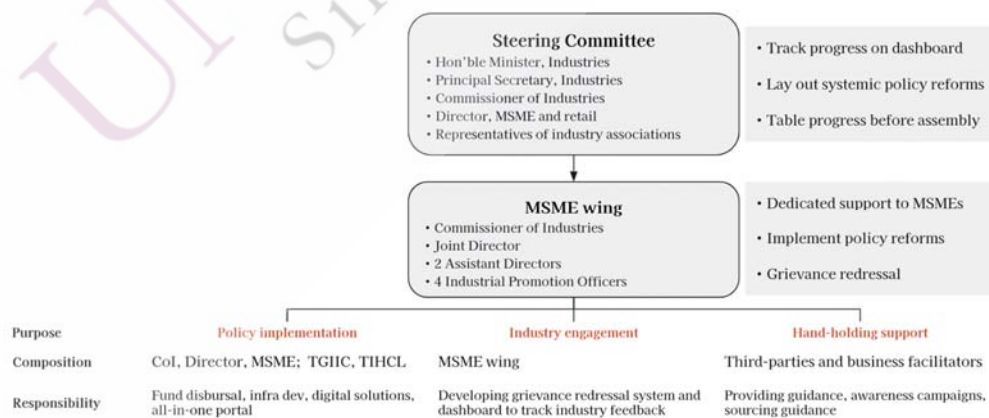 Steering Committee
• Hon'ble Minister, Industries
• Principal Secretary, Industries
• Commissioner of Industries
• Director, MSME and retail
• Representatives of industry associations
• Track progress on dashboard
• Lay out systemic policy reforms
• Table progress before assembly
MSME wing
• Commissioner of Industries
• Joint Director
• 2 Assistant Directors
• 4 Industrial Promotion Officers
• Dedicated support to MSMEs
• Implement policy reforms
• Grievance redressal
Purpose Policy implementation Industry engagement Hand-holding support
Composition CoI, Director, MSME; TGIIC, TIHCL MSME wing Third-parties and business facilitators
Responsibility Fund disbursal, infra dev, digital solutions, all-in-one portal
Developing grievance redressal system and dashboard to track industry feedback
Providing guidance, awareness campaigns, sourcing guidance